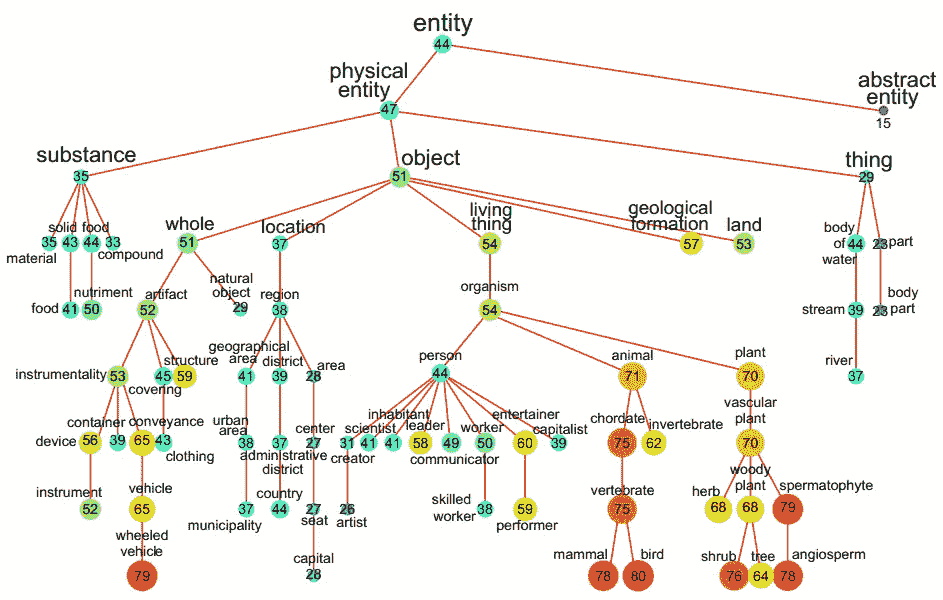 entity
44
physical
entity
47
abstract
entity
15
substance
35
object
51
thing
29
solid food
35 43 44 33
material
compound
whole
51
location
37
living
thing
54
geological
formation
57
land
53
body
of
water
44
23 part
food 41
nutriment
50
artifact
52
natural
object
29
region
38
organism
54
stream 39
body
part
23
instrumentality 53
covering
45
structure
59
geographical
area
41
district
39
area
28
person
44
animal
71
plant
70
river
37
device 56
container
39
conveyance
65
43
clothing
urban
area
38
37
administrative
district
center
27
31
creator
scientist
41
inhabitant
41
leader
58
49
communicator
worker
50
entertainer
60
capitalist
39
chordate
75
invertebrate
62
vascular
plant
70
instrument
52
vehicle
65
37
municipality
country
44
27
seat
26
artist
skilled
worker
38
59
performer
vertebrate
75
herb
68
woody
plant
68
spermatophyte
79
wheeled
vehicle
79
capital
28
mammal
78
bird
80
shrub
76
tree
64
angiosperm
78